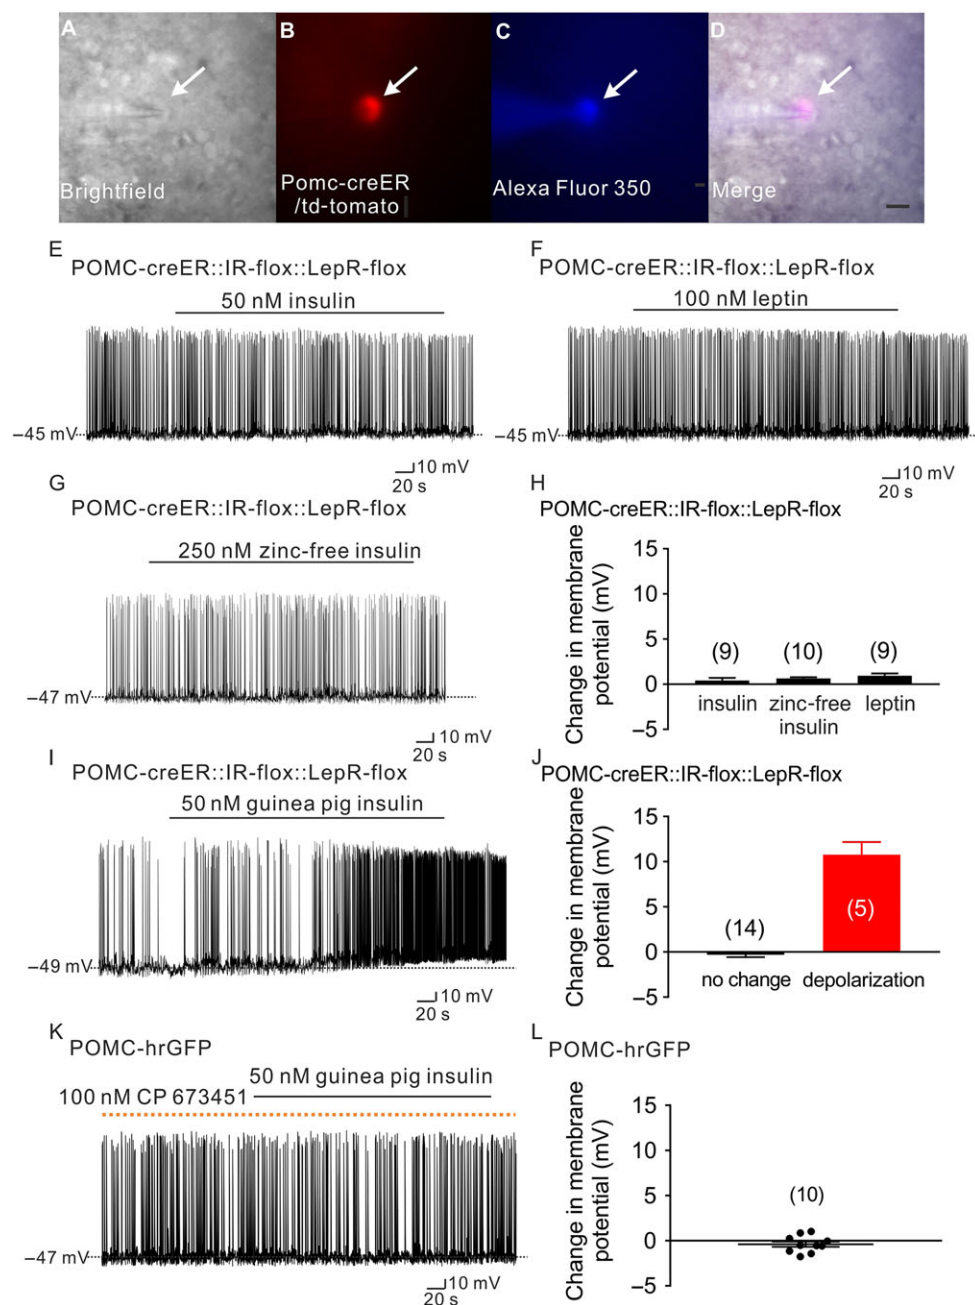 A
B
C
D
Brightfield
Pomc-creER
/td-tomato
Alexa Fluor 350
Merge
E
POMC-creER::IR-flox::LepR-flox
50 nM insulin
–45 mV
10 mV
20 s
F
POMC-creER::IR-flox::LepR-flox
100 nM leptin
–45 mV
10 mV
20 s
G
POMC-creER::IR-flox::LepR-flox
250 nM zinc-free insulin
–47 mV
10 mV
20 s
H
POMC-creER::IR-flox::LepR-flox
Change in membrane
potential (mV)
15
10
5
0
–5
(9)
(10)
(9)
insulin
zinc-free
insulin
leptin
I
POMC-creER::IR-flox::LepR-flox
50 nM guinea pig insulin
–49 mV
10 mV
20 s
J
POMC-creER::IR-flox::LepR-flox
Change in membrane
potential (mV)
15
10
5
0
–5
(14)
(5)
no change
depolarization
K
POMC-hrGFP
50 nM guinea pig insulin
100 nM CP 673451
–47 mV
10 mV
20 s
L
POMC-hrGFP
Change in membrane
potential (mV)
15
10
5
0
–5
(10)